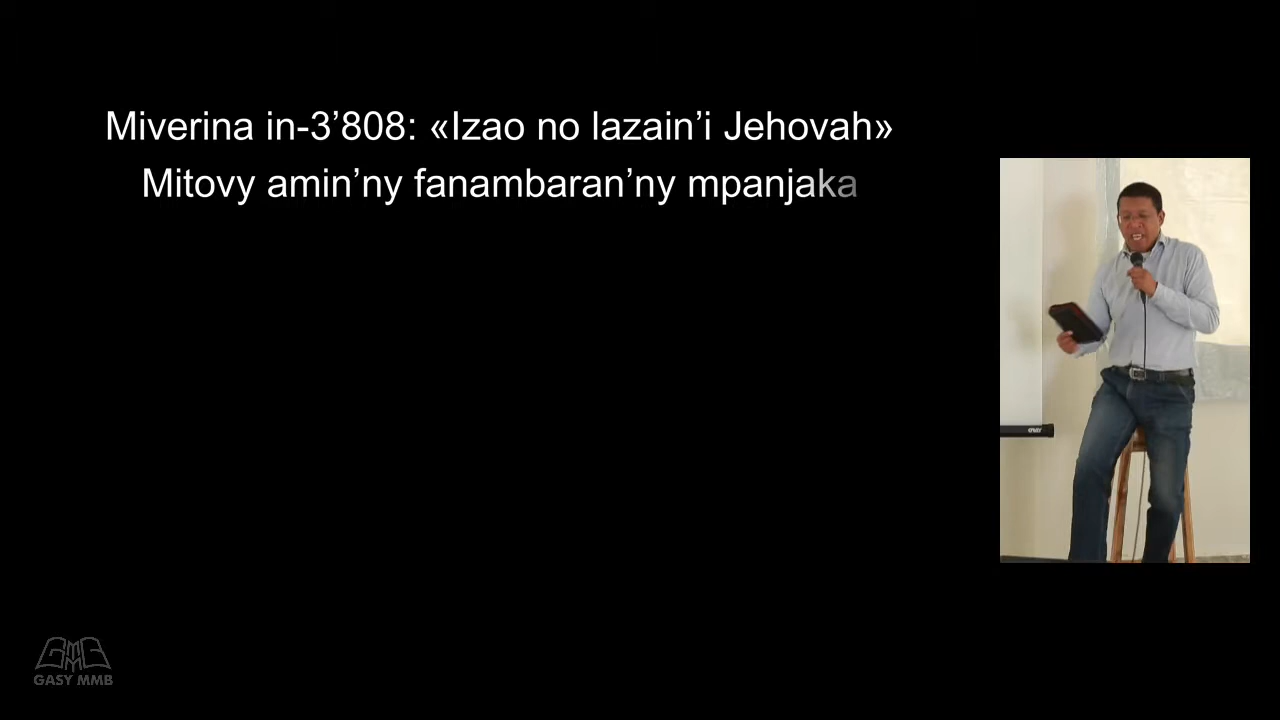 Miverina in-3’808: «Izao no lazain’i Jehovah»
Mitovy amin’ny fanambaran’ny mpanjaka
GASY MMB